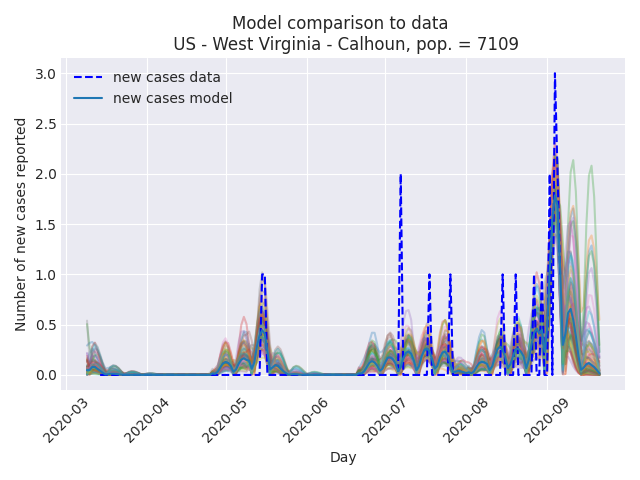 Model comparison to data
US - West Virginia - Calhoun, pop. = 7109
new cases data
new cases model
Number of new cases reported
3.0
2.5
2.0
1.5
1.0
0.5
0.0
2020-03
2020-04
2020-05
2020-06
2020-07
2020-08
2020-09
Day